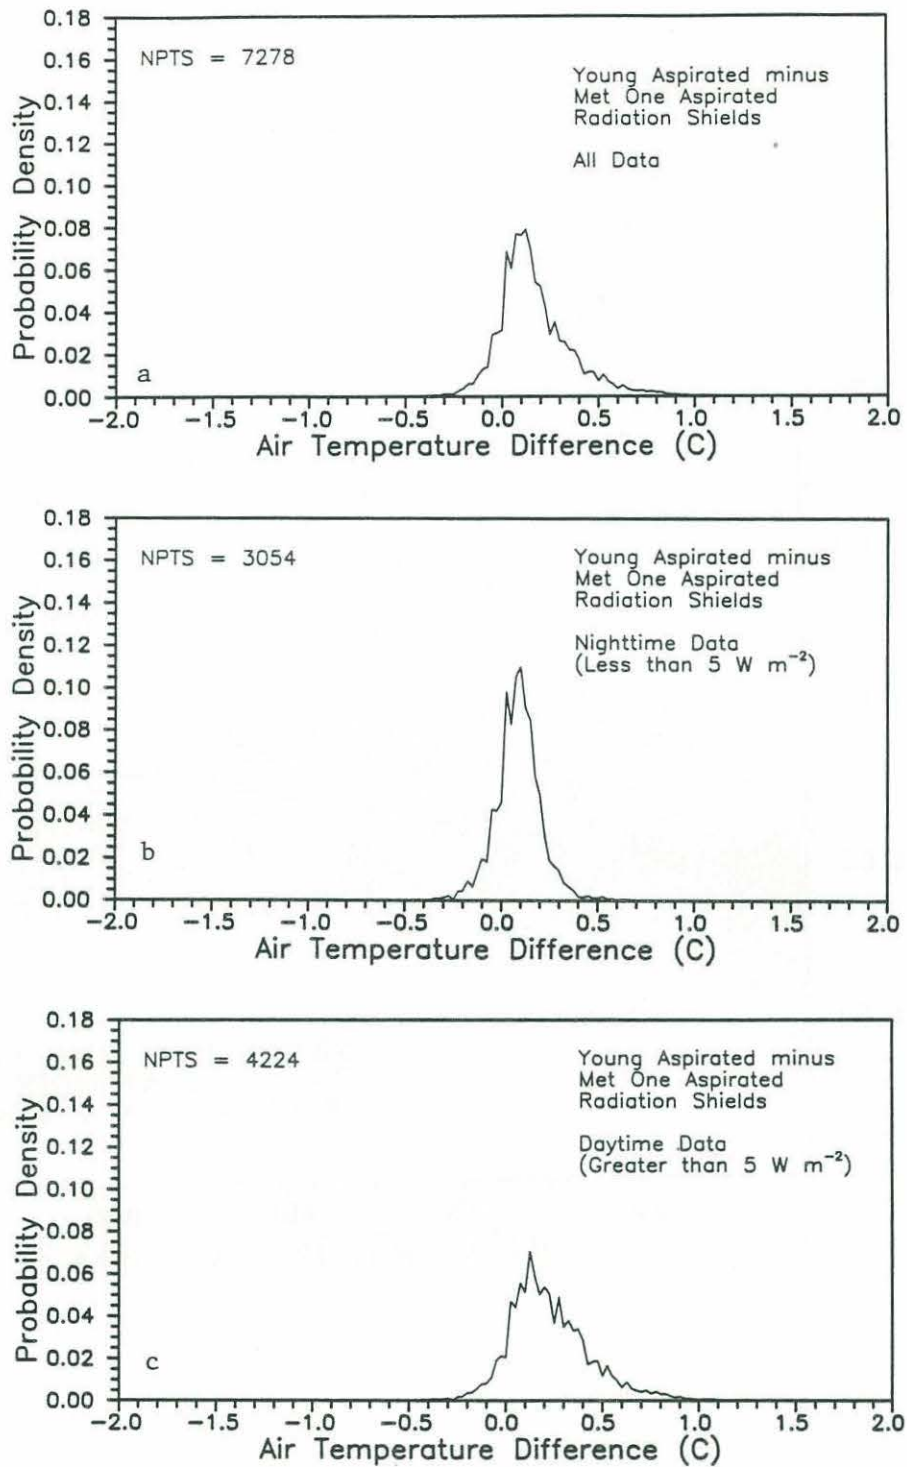 0.18
0.16
0.14
0.12
0.10
0.08
0.06
0.04
0.02
0.00
Probability Density
NPTS = 7278
Young Aspirated minus
Met One Aspirated
Radiation Shields
All Data
a
−2.0 −1.5 −1.0 −0.5 0.0 0.5 1.0 1.5 2.0
Air Temperature Difference (C)
0.18
0.16
0.14
0.12
0.10
0.08
0.06
0.04
0.02
0.00
Probability Density
NPTS = 3054
Young Aspirated minus
Met One Aspirated
Radiation Shields
Nighttime Data
(Less than 5 W m⁻²)
b
−2.0 −1.5 −1.0 −0.5 0.0 0.5 1.0 1.5 2.0
Air Temperature Difference (C)
0.18
0.16
0.14
0.12
0.10
0.08
0.06
0.04
0.02
0.00
Probability Density
NPTS = 4224
Young Aspirated minus
Met One Aspirated
Radiation Shields
Daytime Data
(Greater than 5 W m⁻²)
c
−2.0 −1.5 −1.0 −0.5 0.0 0.5 1.0 1.5 2.0
Air Temperature Difference (C)